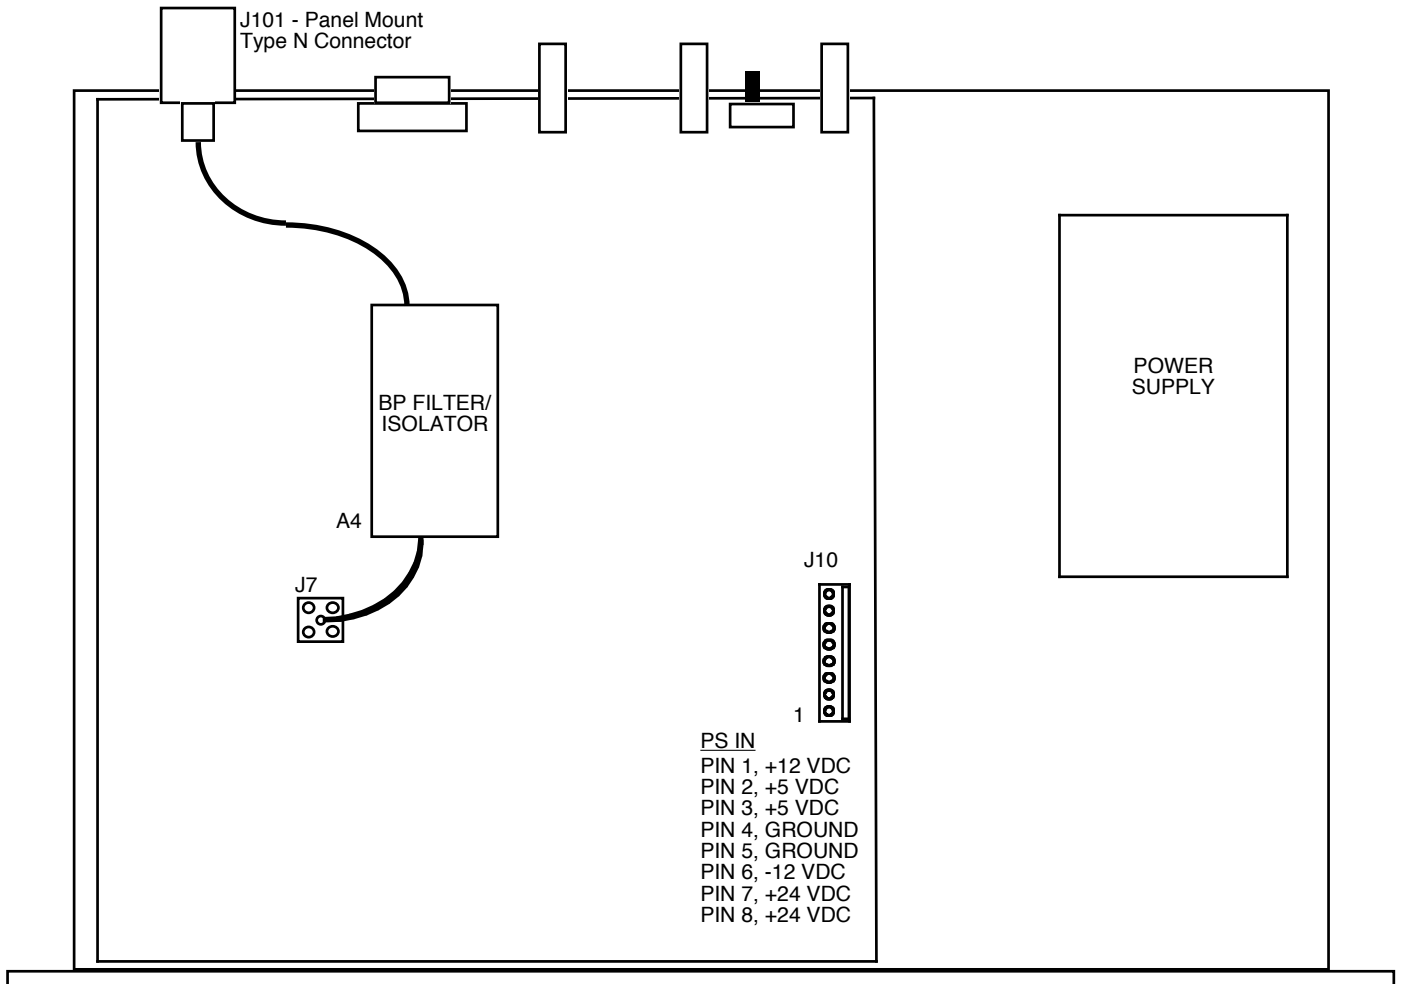 J101 - Panel Mount
Type N Connector
POWER
SUPPLY
BP FILTER/
ISOLATOR
A4
J7
J10
1
PS IN
PIN 1, +12 VDC
PIN 2, +5 VDC
PIN 3, +5 VDC
PIN 4, GROUND
PIN 5, GROUND
PIN 6, -12 VDC
PIN 7, +24 VDC
PIN 8, +24 VDC